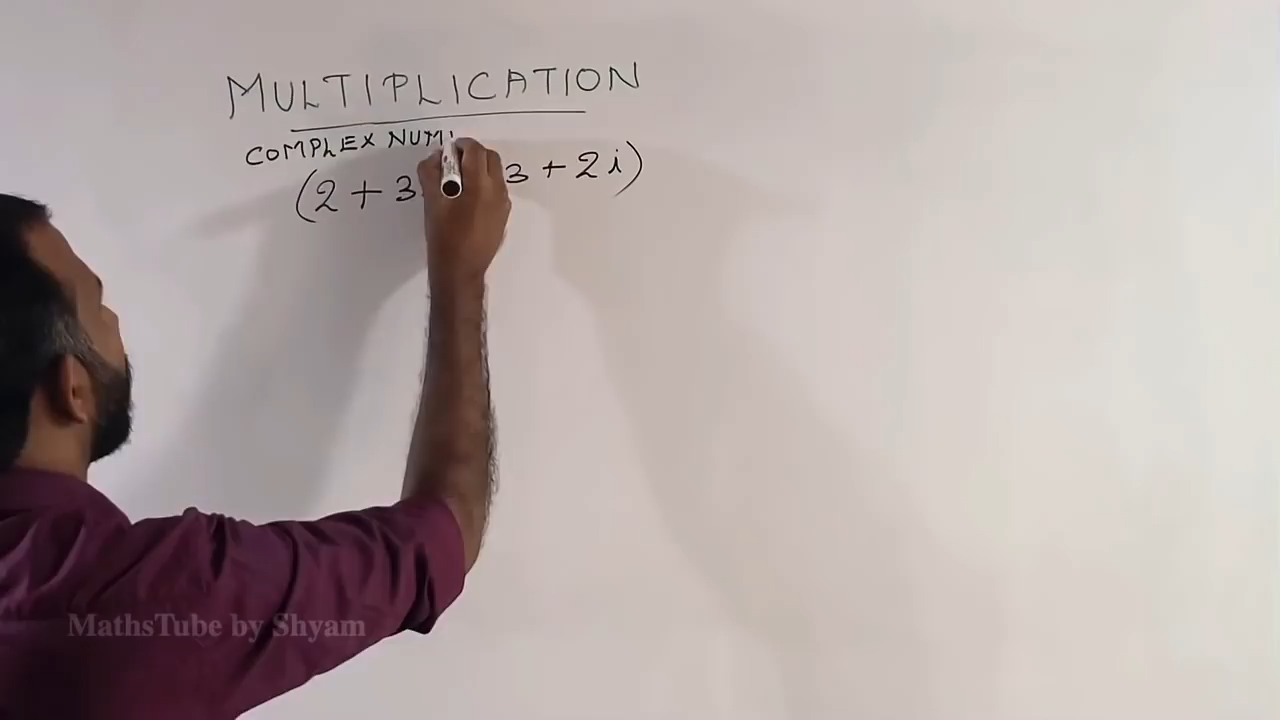 MULTIPLICATION
COMPLEX NUM
(2 + 3 3 + 2i)
MathsTube by Shyam